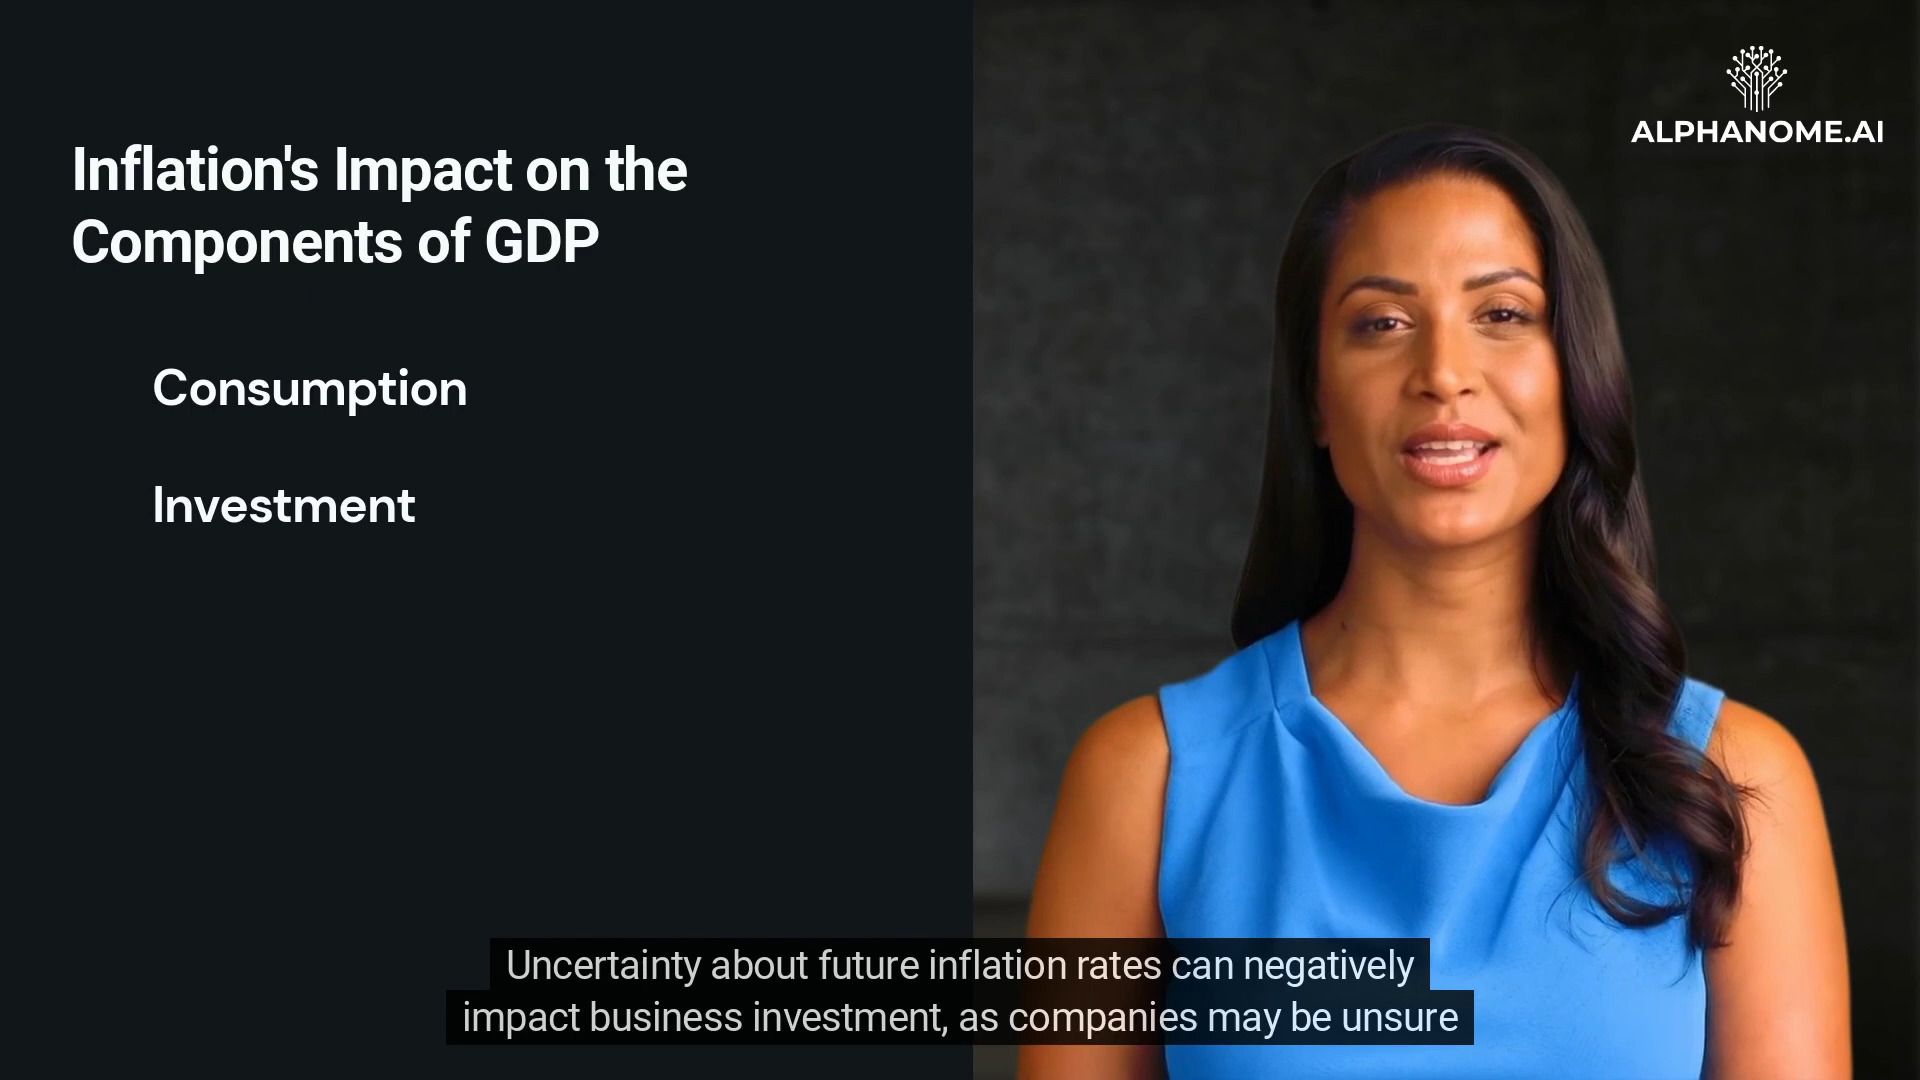 ALPHANOME.AI
Inflation's Impact on the
Components of GDP
Consumption
Investment
Uncertainty about future inflation rates can negatively
impact business investment, as companies may be unsure